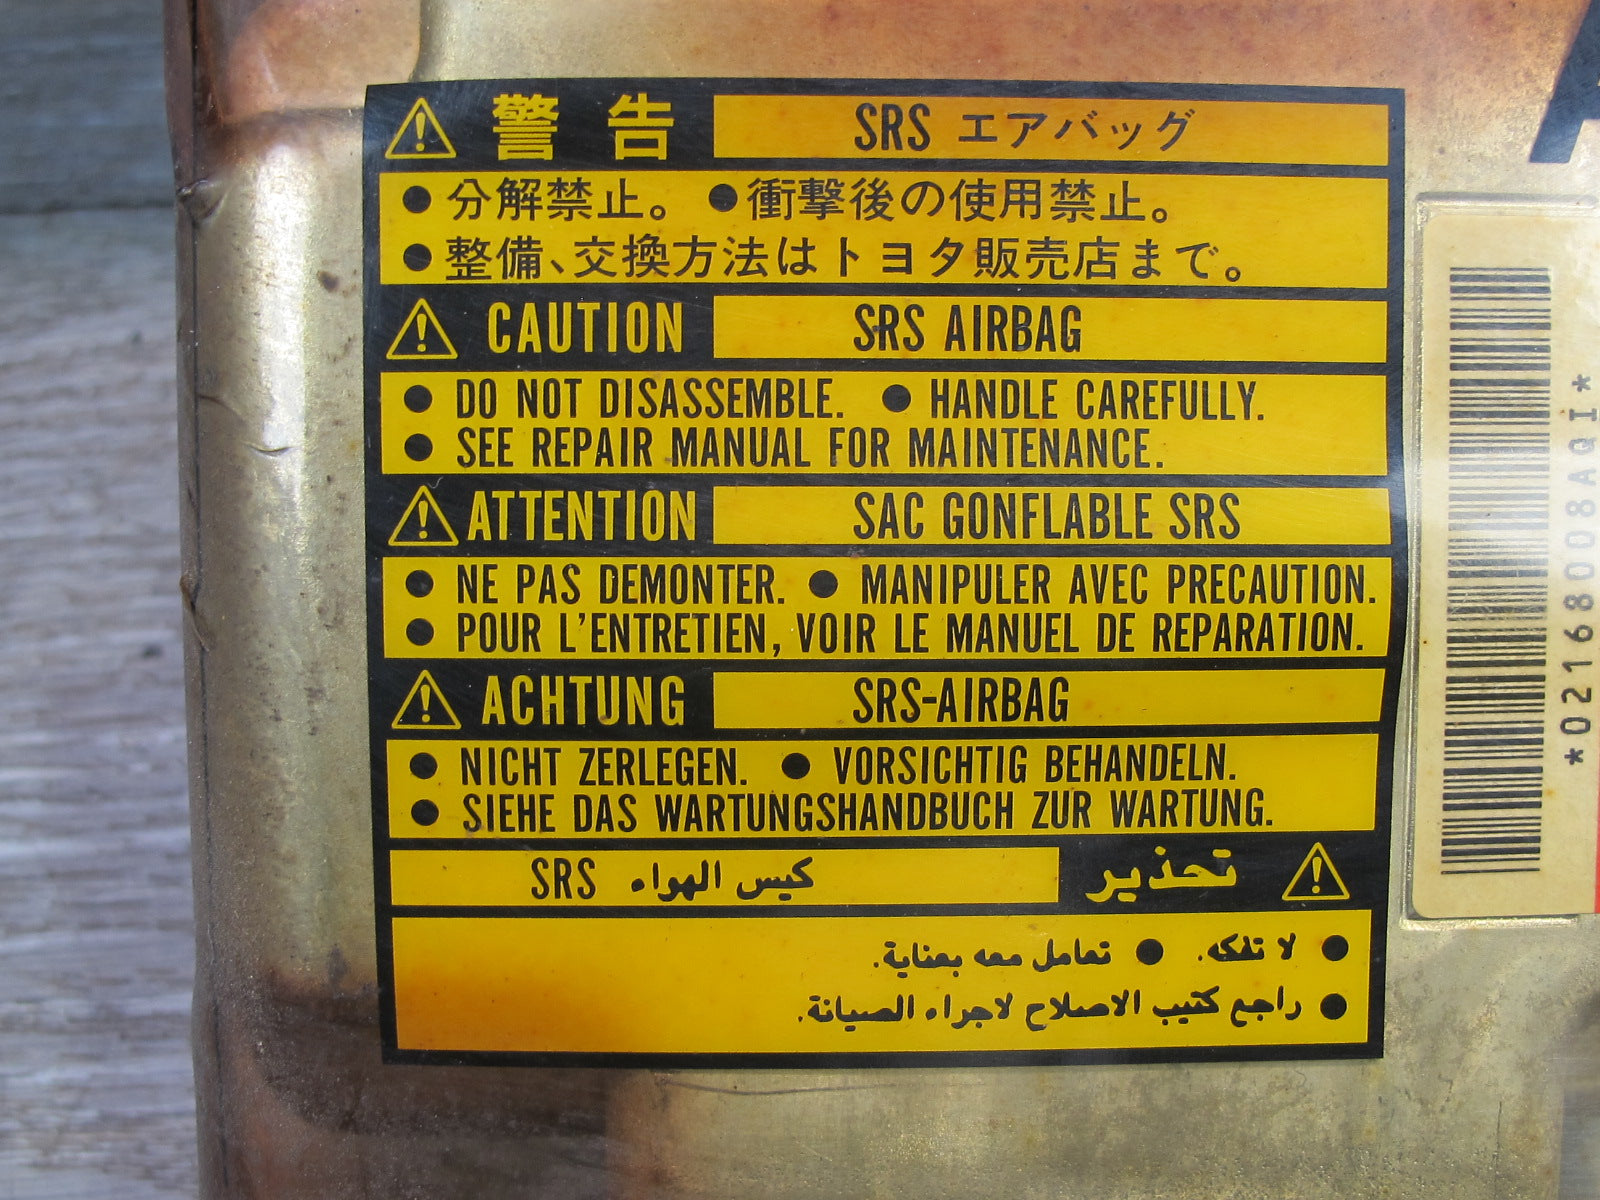 警告 SRS エアバッグ
●分解禁止。 ●衝撃後の使用禁止。
●整備、交換方法はトヨタ販売店まで。
CAUTION SRS AIRBAG
● DO NOT DISASSEMBLE. ● HANDLE CAREFULLY.
● SEE REPAIR MANUAL FOR MAINTENANCE.
ATTENTION SAC GONFLABLE SRS
● NE PAS DEMONTER. ● MANIPULER AVEC PRECAUTION.
● POUR L'ENTRETIEN, VOIR LE MANUEL DE REPARATION.
ACHTUNG SRS-AIRBAG
● NICHT ZERLEGEN. ● VORSICHTIG BEHANDELN.
● SIEHE DAS WARTUNGSHANDBUCH ZUR WARTUNG.
تحذير كيس الهواء SRS
● لا تفكه. ● تعامل معه بعناية.
● راجع كتيب الاصلاح لاجراء الصيانة.
*02168008AQI*